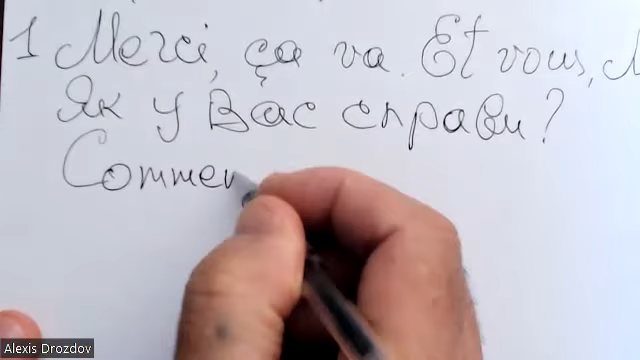 1 Merci, ça va. Et vous,
Як у Вас справи?
Commen
Alexis Drozdov